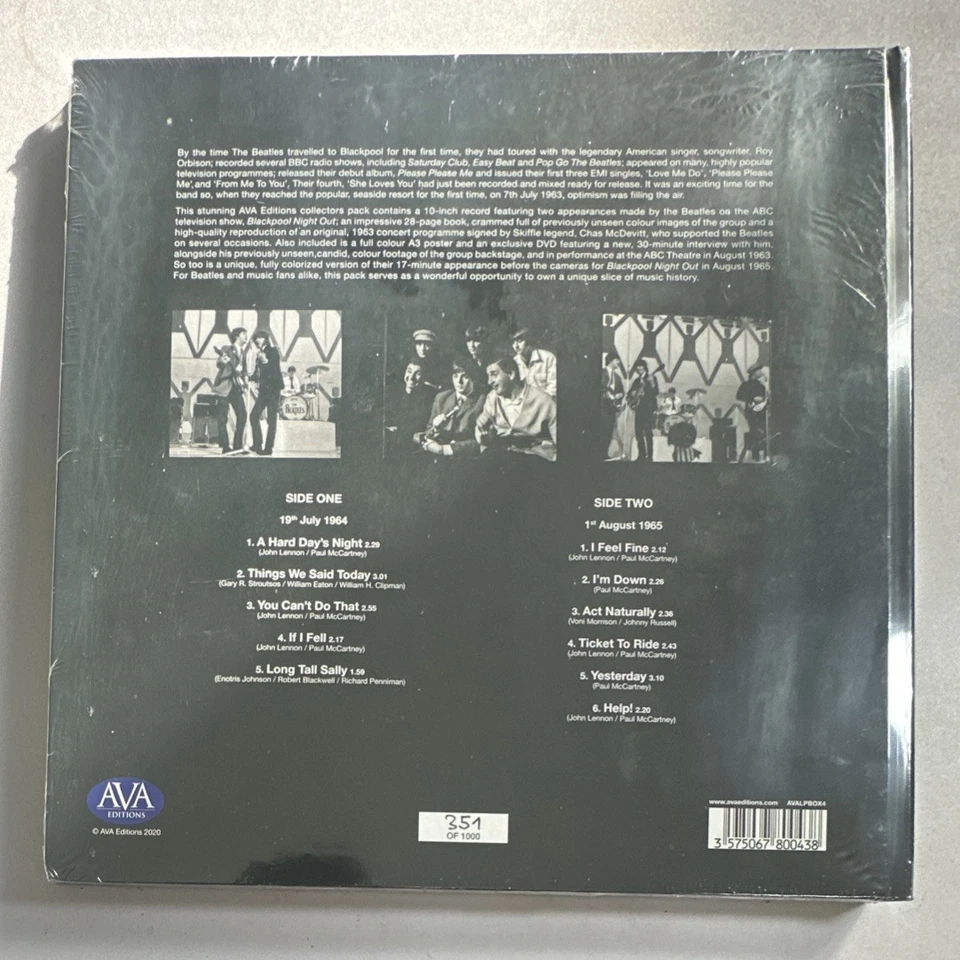 By the time The Beatles travelled to Blackpool for the first time, they had toured with the legendary American singer, songwriter, Roy
Orbison; recorded several BBC radio shows, including Saturday Club, Easy Beat and Pop Go The Beatles; appeared on many, highly popular
television programmes; released their debut album, Please Please Me and issued their first three EMI singles, 'Love Me Do', 'Please Please
Me', and 'From Me To You', Their fourth, 'She Loves You' had just been recorded and mixed ready for release. It was an exciting time for the
band so, when they reached the popular, seaside resort for the first time, on 7th July 1963, optimism was filling the air.
This stunning AVA Editions collectors pack contains a 10-inch record featuring two appearances made by the Beatles on the ABC
television show, Blackpool Night Out; an impressive 28-page book, crammed full of previously unseen colour images of the group and a
high-quality reproduction of an original, 1963 concert programme signed by Skiffle legend, Chas McDevitt, who supported the Beatles
on several occasions. Also included is a full colour A3 poster and an exclusive DVD featuring a new, 30-minute interview with him,
alongside his previously unseen,candid, colour footage of the group backstage, and in performance at the ABC Theatre in August 1963.
So too is a unique, fully colorized version of their 17-minute appearance before the cameras for Blackpool Night Out in August 1965.
For Beatles and music fans alike, this pack serves as a wonderful opportunity to own a unique slice of music history.
THE BEATLES
SIDE ONE
19th July 1964
1. A Hard Day's Night 2.29
(John Lennon / Paul McCartney)
2. Things We Said Today 3.01
(Gary R. Stroutsos / William Eaton / William H. Clipman)
3. You Can't Do That 2.55
(John Lennon / Paul McCartney)
4. If I Fell 2.17
(John Lennon / Paul McCartney)
5. Long Tall Sally 1.59
(Enotris Johnson / Robert Blackwell / Richard Penniman)
SIDE TWO
1st August 1965
1. I Feel Fine 2.12
(John Lennon / Paul McCartney)
2. I'm Down 2.26
(Paul McCartney)
3. Act Naturally 2.36
(Voni Morrison / Johnny Russell)
4. Ticket To Ride 2.43
(John Lennon / Paul McCartney)
5. Yesterday 3.10
(Paul McCartney)
6. Help! 2.20
(John Lennon / Paul McCartney)
AVA
EDITIONS
© AVA Editions 2020
351
OF 1000
www.avaeditions.com AVALPBOX4
3 575067 800438